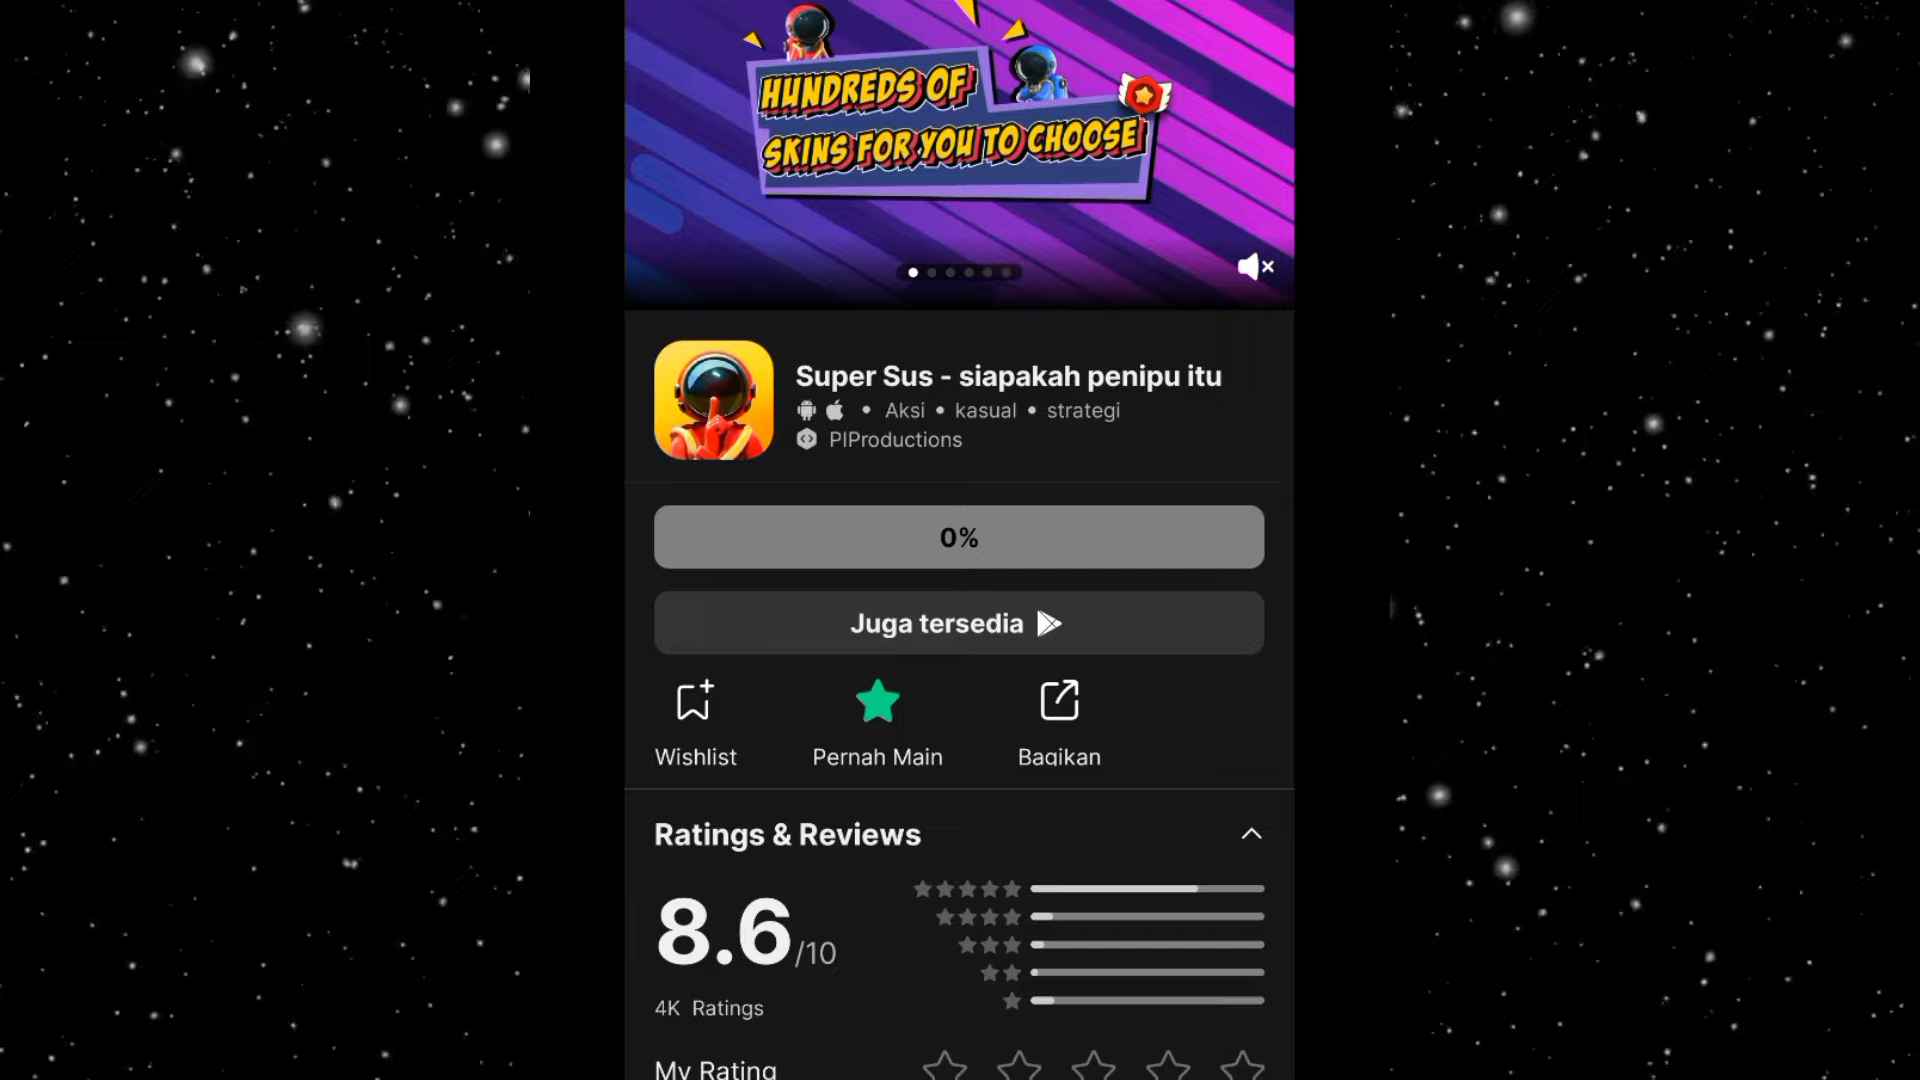 HUNDREDS OF
SKINS FOR YOU TO CHOOSE
Super Sus - siapakah penipu itu
• Aksi • kasual • strategi
PIProductions
0%
Juga tersedia
Wishlist
Pernah Main
Bagikan
Ratings & Reviews
8.6/10
4K Ratings
My Rating